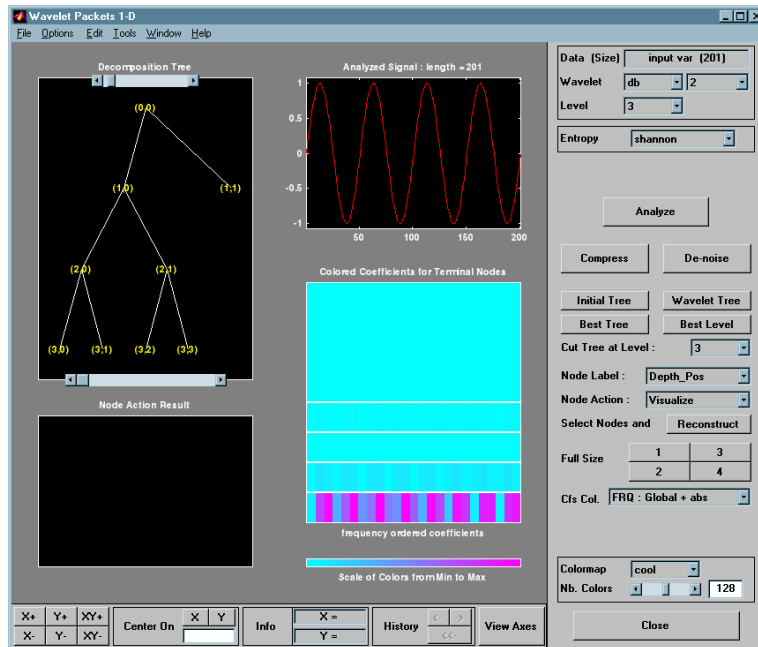 Wavelet Packets 1-D
File Options Edit Tools Window Help
Decomposition Tree
(0,0)
(1,0) (1;1)
(2,0) (2;1)
(3,0) (3;1) (3,2) (3;3)
Node Action Result
Analyzed Signal : length = 201
1
0.5
0
-0.5
-1
50 100 150 200
Colored Coefficients for Terminal Nodes
frequency ordered coefficients
Scale of Colors from Min to Max
Data (Size) input var (201)
Wavelet db 2
Level 3
Entropy shannon
Analyze
Compress De-noise
Initial Tree Wavelet Tree
Best Tree Best Level
Cut Tree at Level : 3
Node Label : Depth_Pos
Node Action : Visualize
Select Nodes and Reconstruct
Full Size 1 3
2 4
Cfs Col. FRQ : Global + abs
Colormap cool
Nb. Colors 128
Close
X+ Y+ XY+
X- Y- XY-
Center On X Y
Info X =
Y =
History <- ->
<<-
View Axes